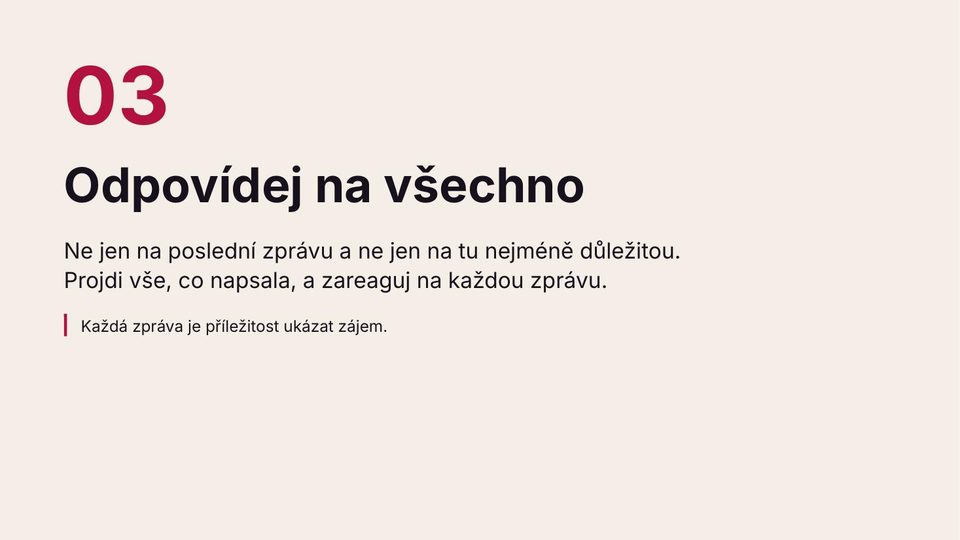 03
Odpovídej na všechno
Ne jen na poslední zprávu a ne jen na tu nejméně důležitou.
Projdi vše, co napsala, a zareaguj na každou zprávu.
Každá zpráva je příležitost ukázat zájem.